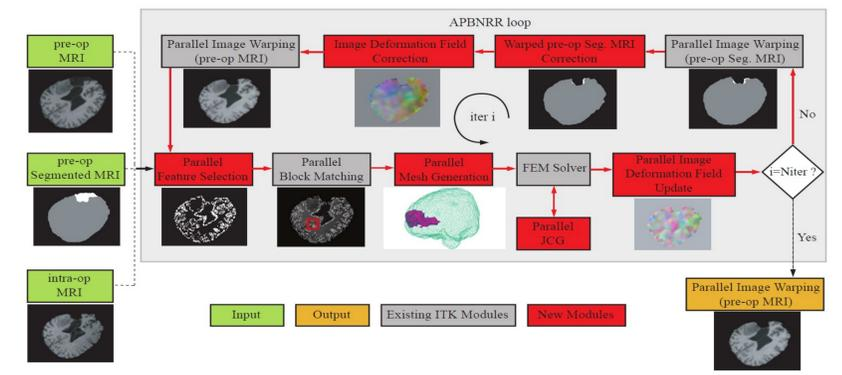 APBNRR loop
pre-op
MRI
Parallel Image Warping
(pre-op MRI)
Image Deformation Field
Correction
Warped pre-op Seg. MRI
Correction
Parallel Image Warping
(pre-op Seg. MRI)
iter i
No
pre-op
Segmented MRI
Parallel
Feature Selection
Parallel
Block Matching
Parallel
Mesh Generation
FEM Solver
Parallel Image
Deformation Field
Update
i=Niter ?
Parallel
JCG
Yes
intra-op
MRI
Parallel Image Warping
(pre-op MRI)
Input
Output
Existing ITK Modules
New Modules